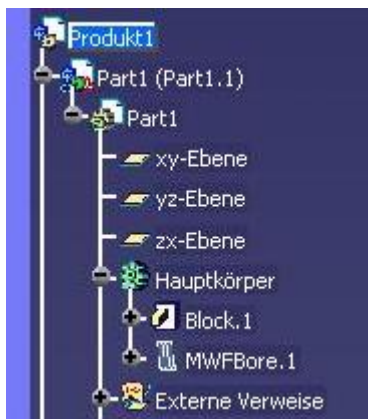 Produkt1
Part1 (Part1.1)
Part1
xy-Ebene
yz-Ebene
zx-Ebene
Hauptkörper
Block.1
MWFBore.1
Externe Verweise